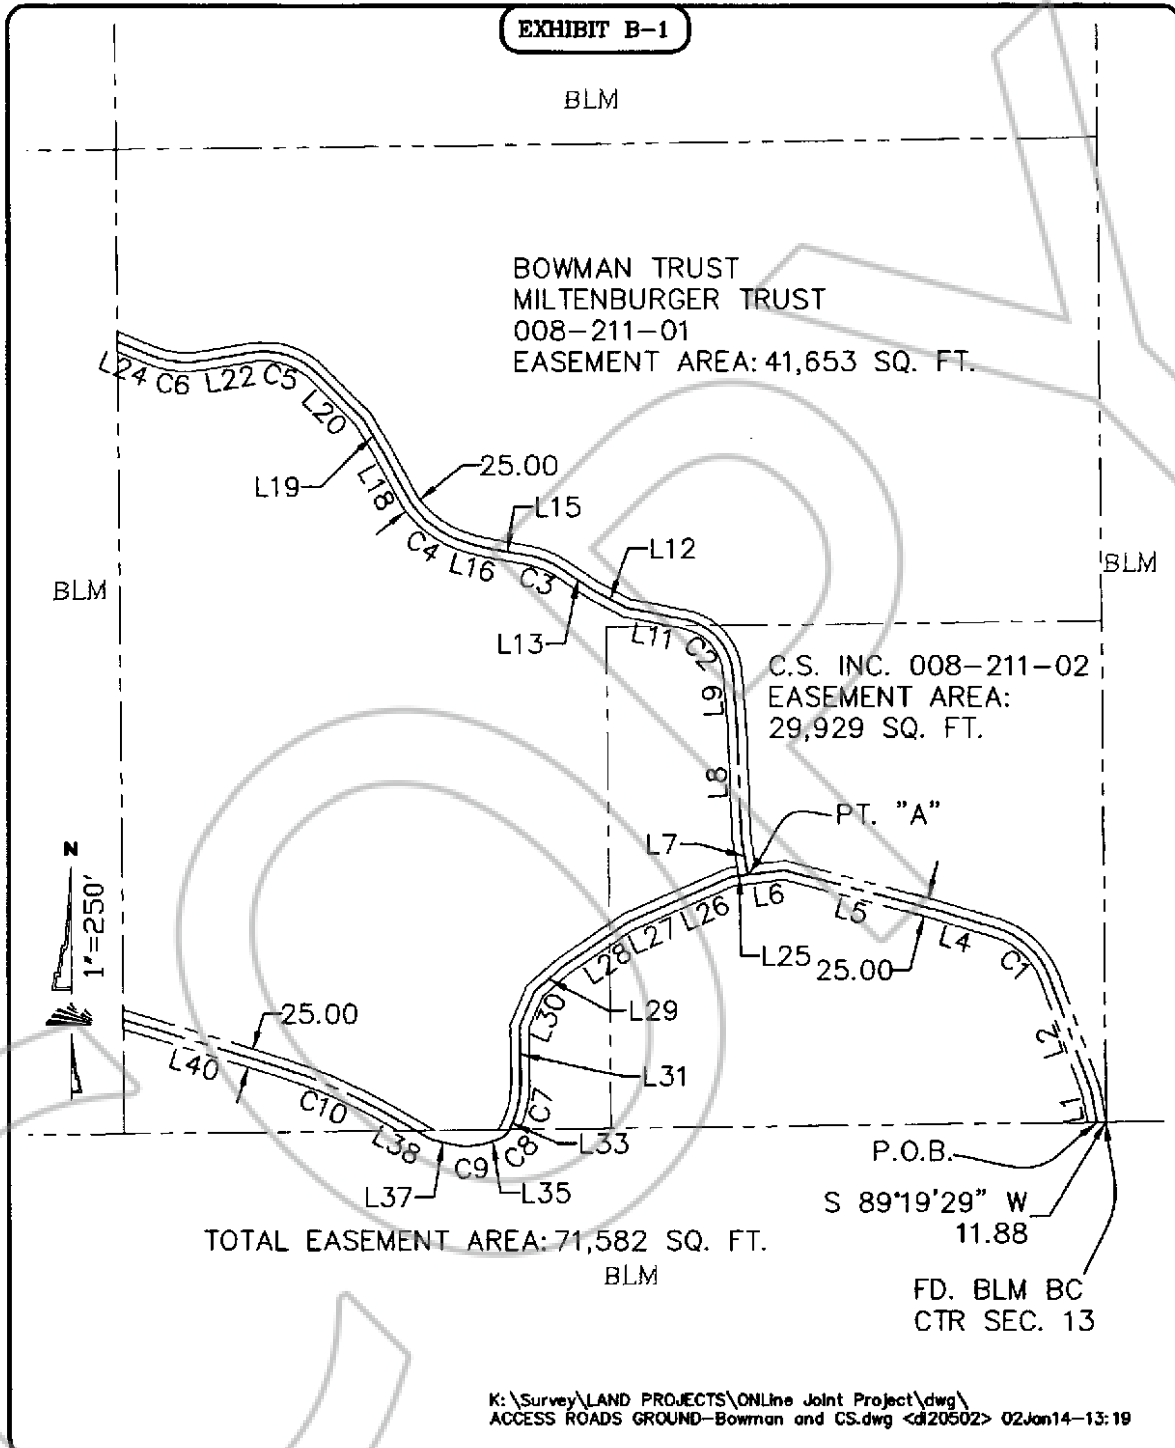 EXHIBIT B-1
BLM
BOWMAN TRUST
MILTENBURGER TRUST
008-211-01
EASEMENT AREA: 41,653 SQ. FT.
L24
C6
L22
C5
L20
L19
L18
25.00
C4
L16
L15
C3
L12
L13
L11
C2
BLM
BLM
C.S. INC. 008-211-02
EASEMENT AREA:
29,929 SQ. FT.
L9
L8
L7
PT. "A"
L6
L5
L4
C1
L25
25.00
L26
L27
L28
L29
L30
L31
L2
L1
N
1"=250'
25.00
L40
C10
L38
L37
C9
L35
C8
C7
L33
P.O.B.
S 89°19'29" W
11.88
TOTAL EASEMENT AREA: 71,582 SQ. FT.
BLM
FD. BLM BC
CTR SEC. 13
K:\Survey\LAND PROJECTS\ONLine Joint Project\dwg\
ACCESS ROADS GROUND-Bowman and CS.dwg <dl20502> 02Jan14-13:19
COPY